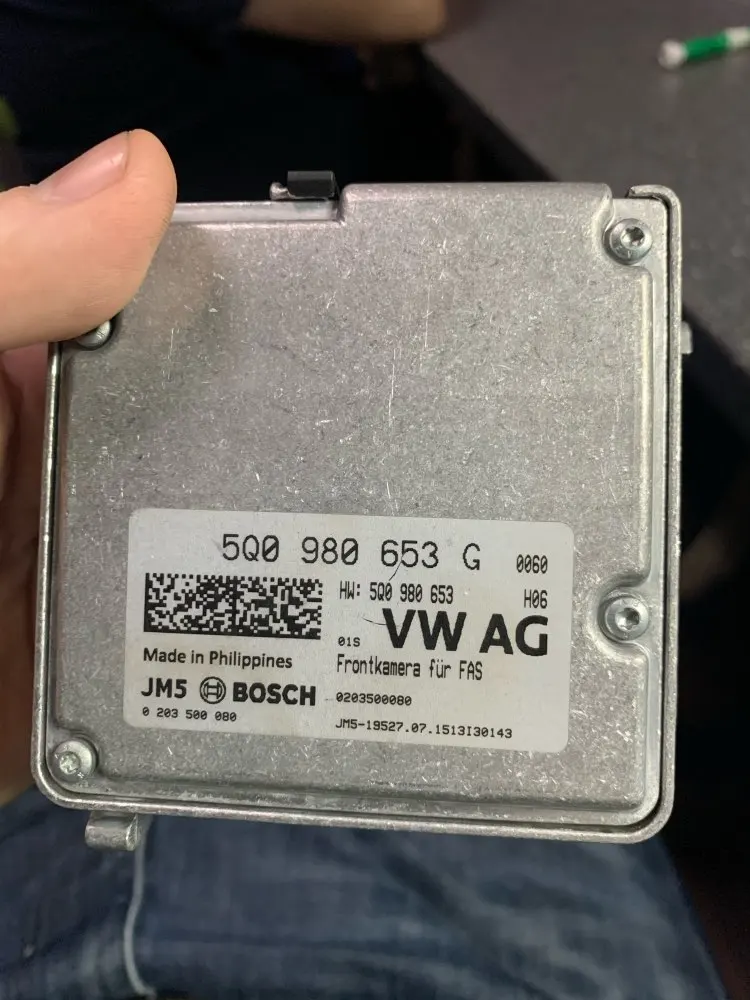 5Q0 980 653 G 0060
HW: 5Q0 980 653 H06
01S VW AG
Made in Philippines
Frontkamera für FAS
JM5 BOSCH
0203500080
0 203 500 080
JM5-19527.07.1513I30143